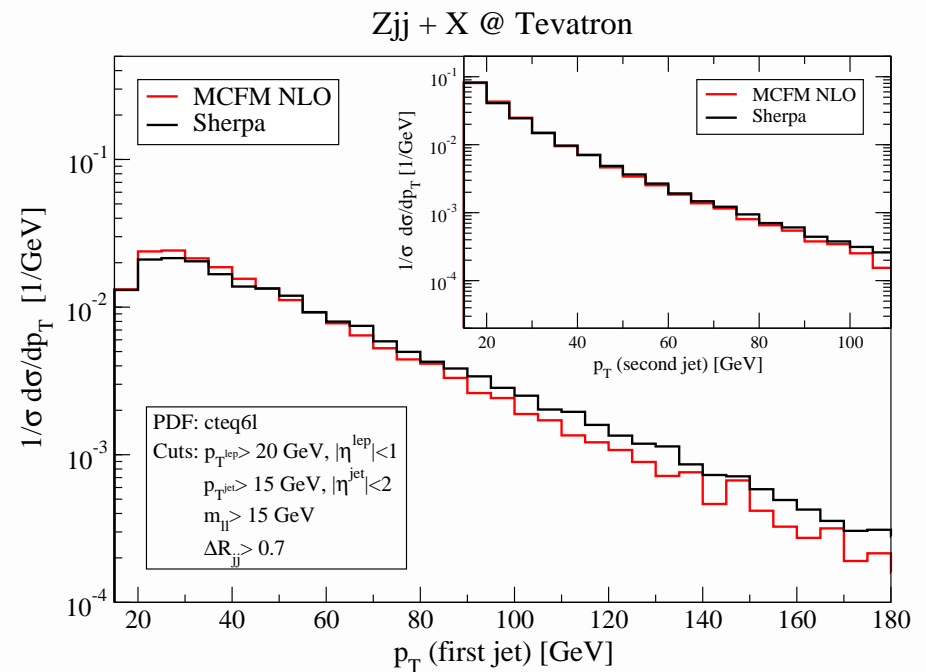 Zjj + X @ Tevatron
MCFM NLO
Sherpa
1/σ dσ/dp_T [1/GeV]
10^-1
10^-2
10^-3
10^-4
20 40 60 80 100 120 140 160 180
p_T (first jet) [GeV]
PDF: cteq6l
Cuts: p_T^lep> 20 GeV, |η^lep|<1
p_T^jet> 15 GeV, |η^jet|<2
m_ll> 15 GeV
ΔR_jj> 0.7
MCFM NLO
Sherpa
1/σ dσ/dp_T [1/GeV]
10^-1
10^-2
10^-3
10^-4
20 40 60 80 100
p_T (second jet) [GeV]